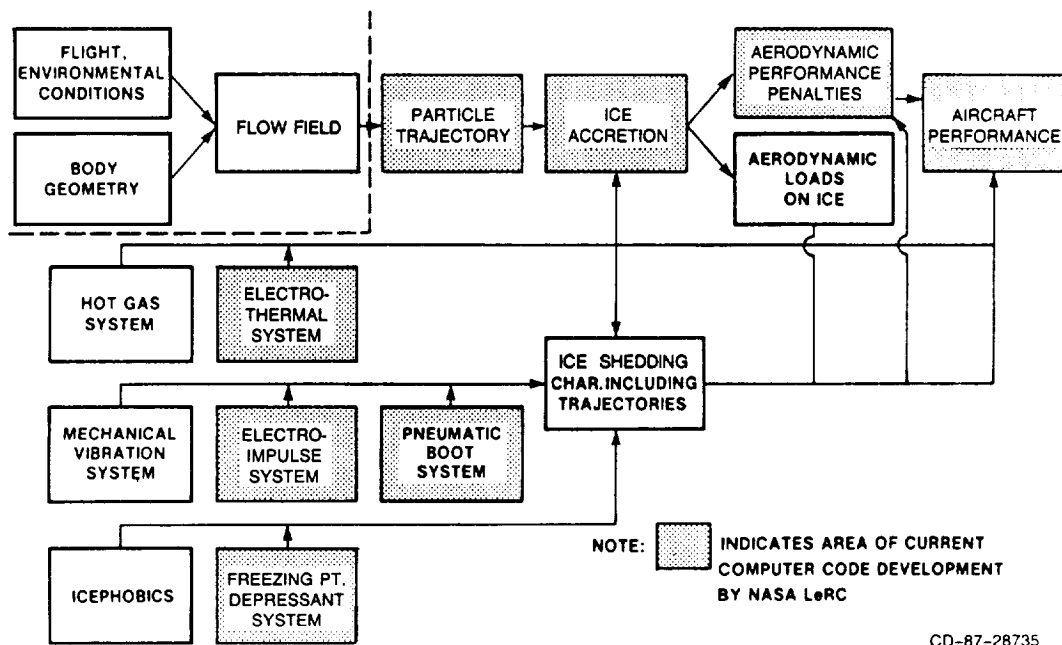 FLIGHT,
ENVIRONMENTAL
CONDITIONS
BODY
GEOMETRY
FLOW FIELD
PARTICLE
TRAJECTORY
ICE
ACCRETION
AERODYNAMIC
PERFORMANCE
PENALTIES
AERODYNAMIC
LOADS
ON ICE
AIRCRAFT
PERFORMANCE
HOT GAS
SYSTEM
ELECTRO-
THERMAL
SYSTEM
ICE SHEDDING
CHAR. INCLUDING
TRAJECTORIES
MECHANICAL
VIBRATION
SYSTEM
ELECTRO-
IMPULSE
SYSTEM
PNEUMATIC
BOOT
SYSTEM
ICEPHOBICS
FREEZING PT.
DEPRESSANT
SYSTEM
NOTE: INDICATES AREA OF CURRENT
COMPUTER CODE DEVELOPMENT
BY NASA LeRC
CD-87-28735